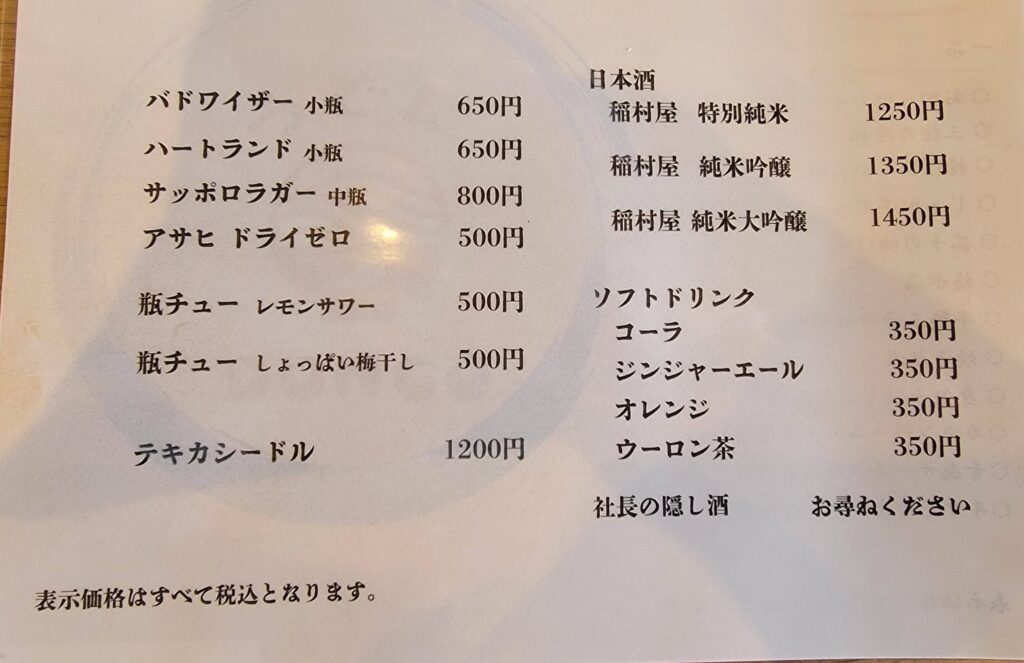 バドワイザー 小瓶 650円
ハートランド 小瓶 650円
サッポロラガー 中瓶 800円
アサヒ ドライゼロ 500円
瓶チュー レモンサワー 500円
瓶チュー しょっぱい梅干し 500円
テキカシードル 1200円
日本酒
稲村屋 特別純米 1250円
稲村屋 純米吟醸 1350円
稲村屋 純米大吟醸 1450円
ソフトドリンク
コーラ 350円
ジンジャーエール 350円
オレンジ 350円
ウーロン茶 350円
社長の隠し酒 お尋ねください
表示価格はすべて税込となります。